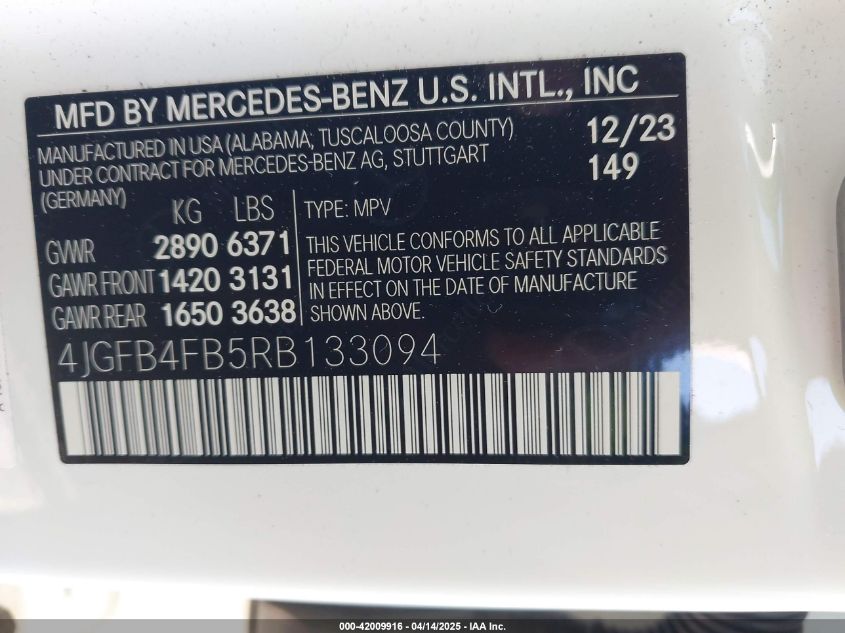 MFD BY MERCEDES-BENZ U.S. INTL., INC
MANUFACTURED IN USA (ALABAMA, TUSCALOOSA COUNTY)
UNDER CONTRACT FOR MERCEDES-BENZ AG, STUTTGART
(GERMANY)
12/23
149
KG LBS
GVWR 2890 6371
GAWR FRONT 1420 3131
GAWR REAR 1650 3638
TYPE: MPV
THIS VEHICLE CONFORMS TO ALL APPLICABLE
FEDERAL MOTOR VEHICLE SAFETY STANDARDS
IN EFFECT ON THE DATE OF MANUFACTURE
SHOWN ABOVE.
4JGFB4FB5RB133094
000-42009916 - 04/14/2025 - IAA Inc.